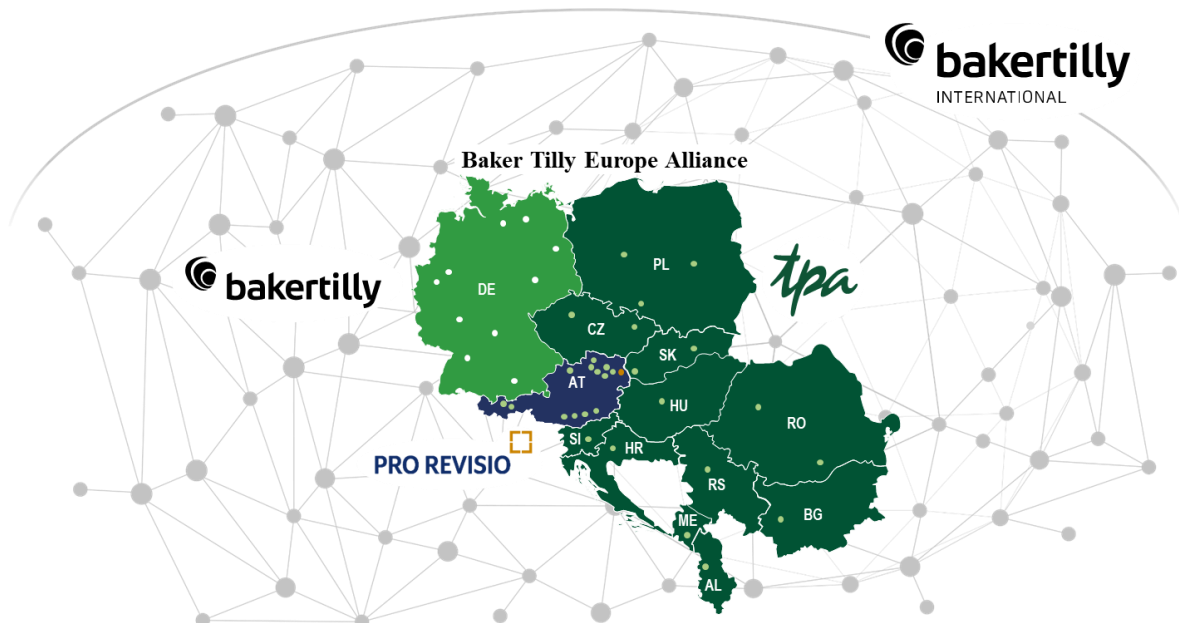 bakertilly
INTERNATIONAL
Baker Tilly Europe Alliance
bakertilly
tpa
PRO REVISIO
DE
PL
CZ
SK
AT
HU
RO
SI
HR
RS
BG
ME
AL